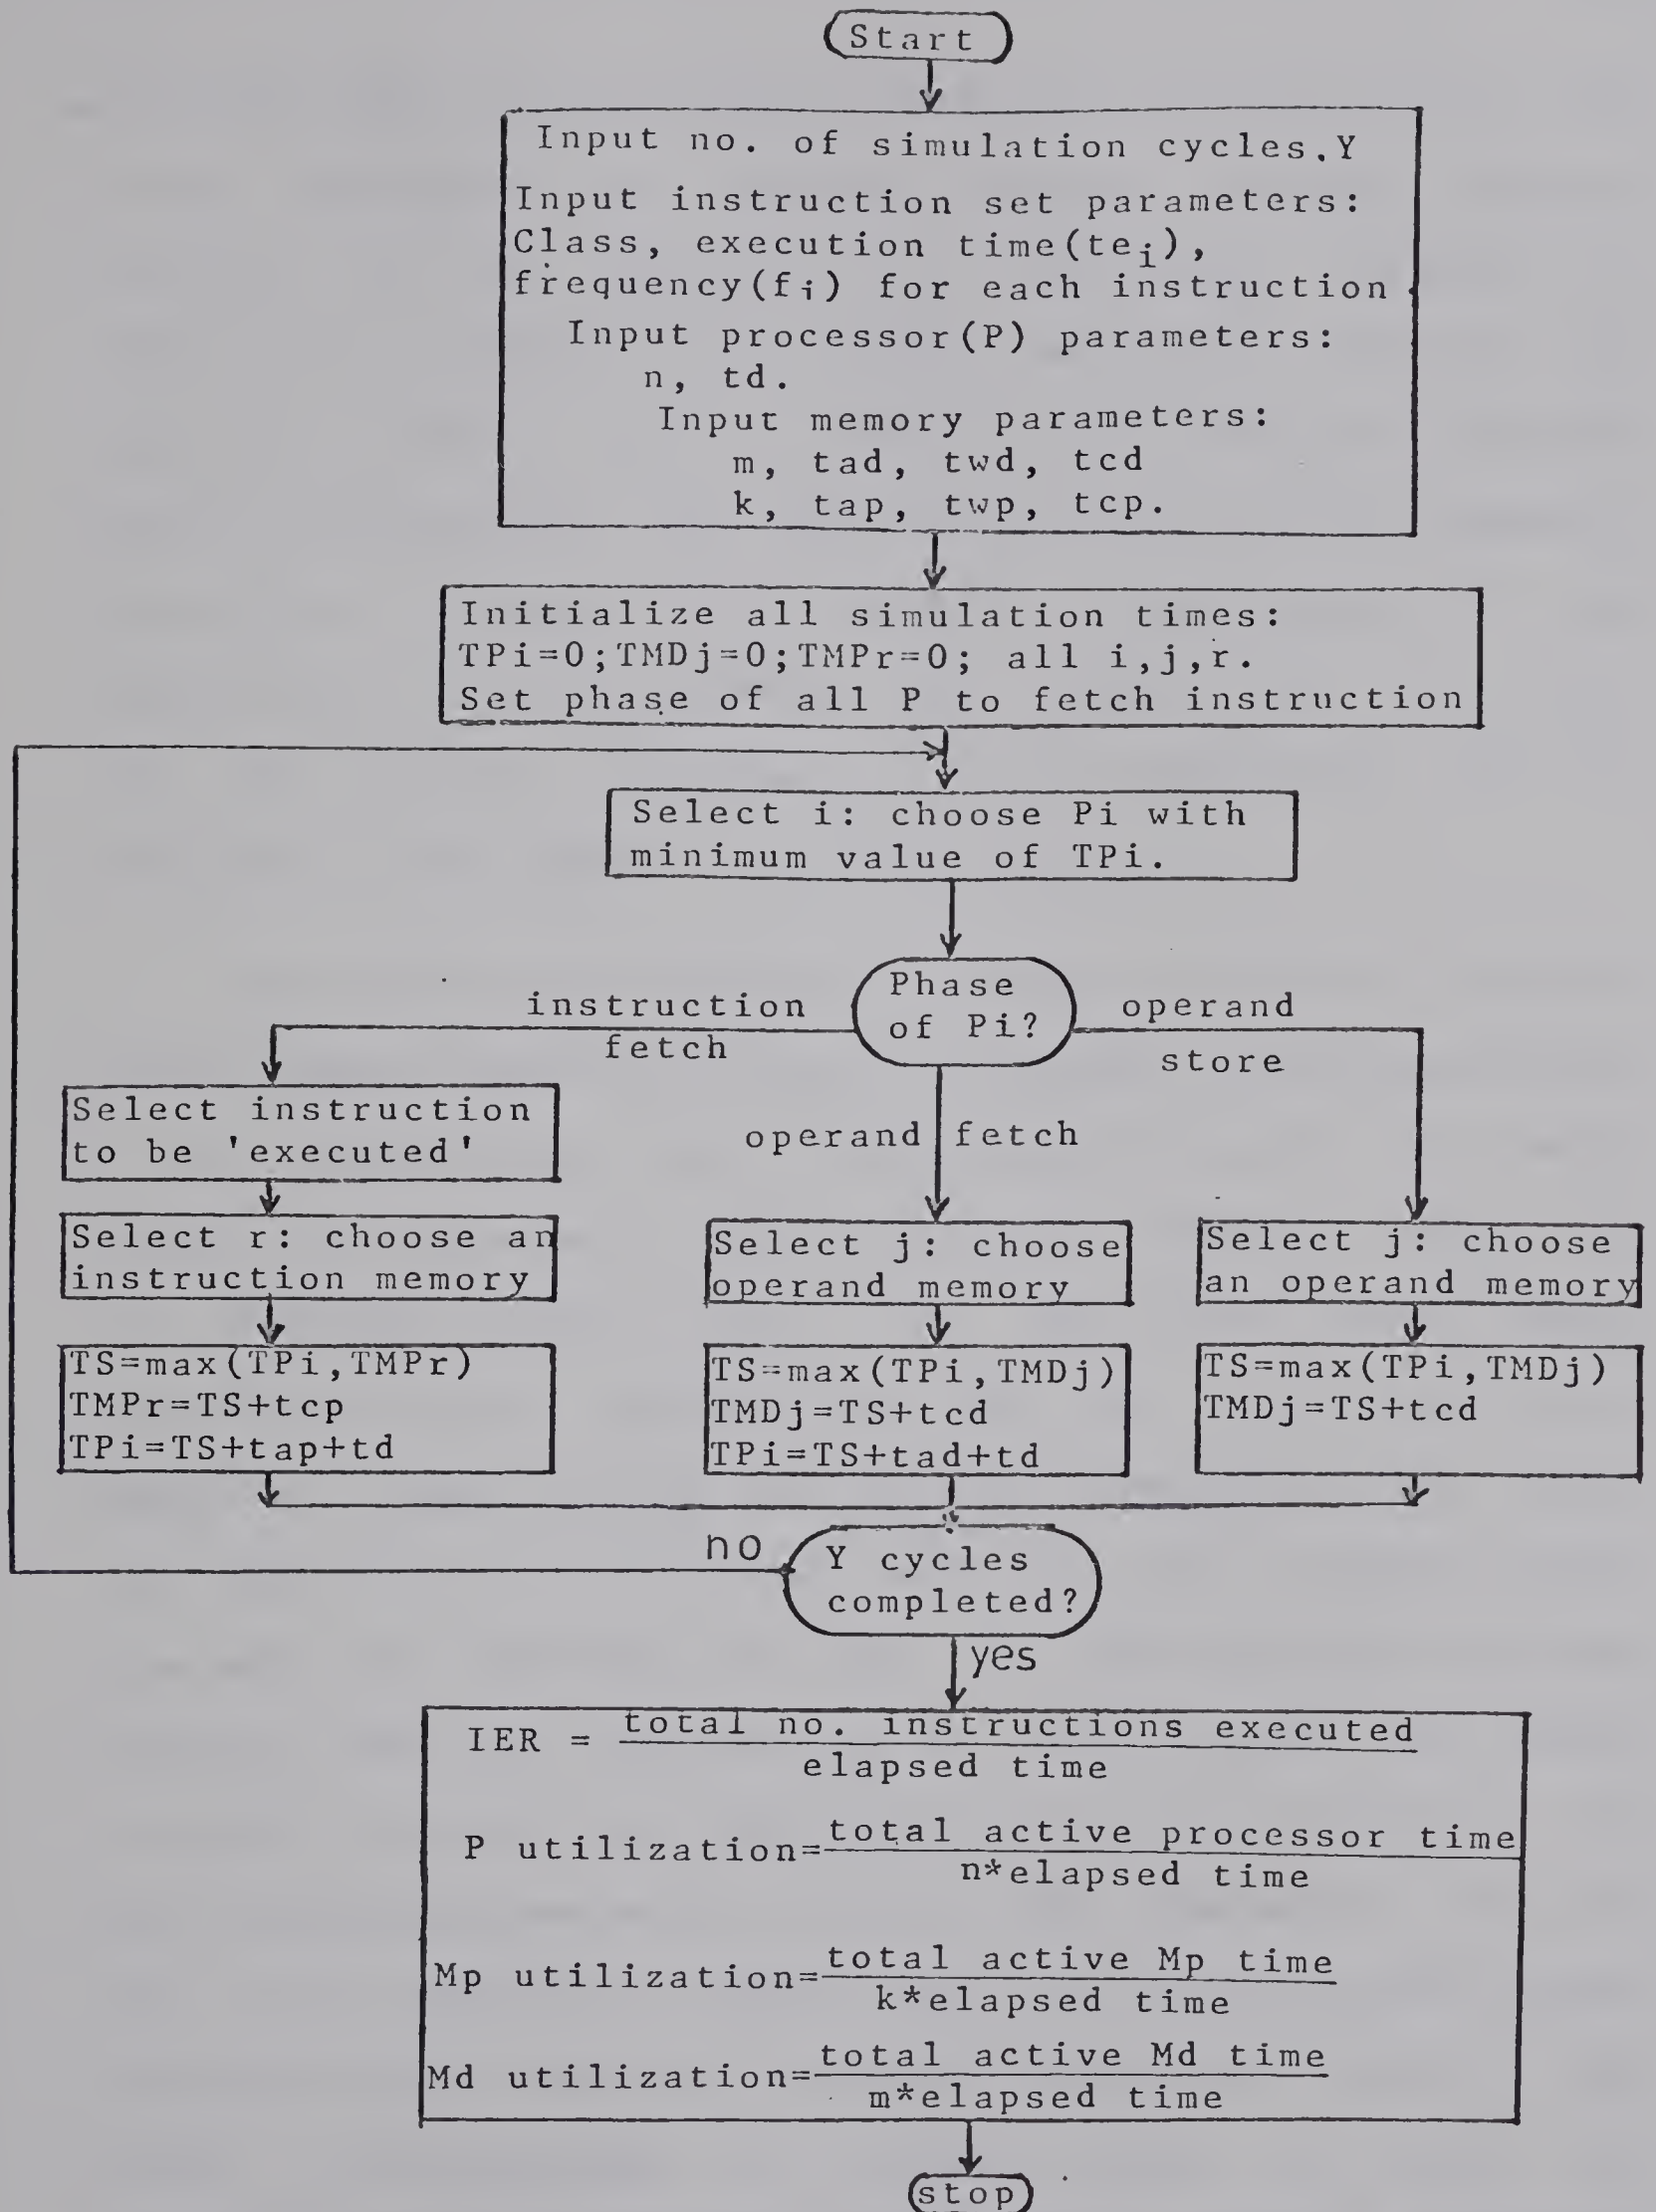 Start
Input no. of simulation cycles.Y
Input instruction set parameters:
Class, execution time(tei),
frequency(fi) for each instruction.
Input processor(P) parameters:
n, td.
Input memory parameters:
m, tad, twd, tcd
k, tap, twp, tcp.
Initialize all simulation times:
TPi=0;TMDj=0;TMPr=0; all i,j,r.
Set phase of all P to fetch instruction
Select i: choose Pi with
minimum value of TPi.
Phase
of Pi?
instruction
fetch
operand
store
operand fetch
Select instruction
to be 'executed'
Select r: choose an
instruction memory
TS=max(TPi,TMPr)
TMPr=TS+tcp
TPi=TS+tap+td
Select j: choose
operand memory
TS=max(TPi,TMDj)
TMDj=TS+tcd
TPi=TS+tad+td
Select j: choose
an operand memory
TS=max(TPi,TMDj)
TMDj=TS+tcd
no
Y cycles
completed?
yes
IER = total no. instructions executed
elapsed time
P utilization=total active processor time
n*elapsed time
Mp utilization=total active Mp time
k*elapsed time
Md utilization=total active Md time
m*elapsed time
stop